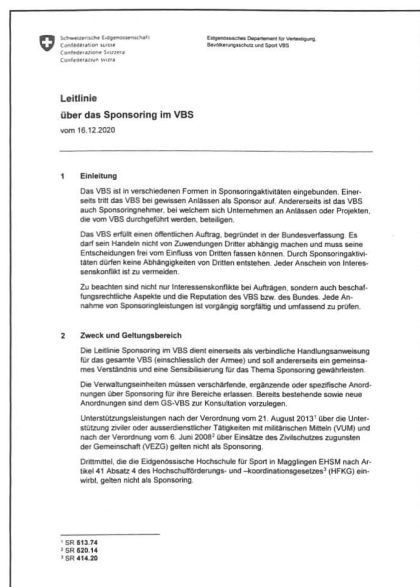 Schweizerische Eidgenossenschaft
Confédération suisse
Confederazione Svizzera
Confederaziun svizra
Eidgenössisches Departement für Verteidigung,
Bevölkerungsschutz und Sport VBS
Leitlinie
über das Sponsoring im VBS
vom 16.12.2020
1 Einleitung
Das VBS ist in verschiedenen Formen in Sponsoringaktivitäten eingebunden. Einer-
seits tritt das VBS bei gewissen Anlässen als Sponsor auf. Andererseits ist das VBS
auch Sponsoringnehmer, bei welchem sich Unternehmen an Anlässen oder Projekten,
die vom VBS durchgeführt werden, beteiligen.
Das VBS erfüllt einen öffentlichen Auftrag, begründet in der Bundesverfassung. Es
darf sein Handeln nicht von Zuwendungen Dritter abhängig machen und muss seine
Entscheidungen frei vom Einfluss von Dritten fassen können. Durch Sponsoringaktivi-
täten dürfen keine Abhängigkeiten von Dritten entstehen. Jeder Anschein von Interes-
senskonflikt ist zu vermeiden.
Zu beachten sind nicht nur Interessenskonflikte bei Aufträgen, sondern auch beschaf-
fungsrechtliche Aspekte und die Reputation des VBS bzw. des Bundes. Jede An-
nahme von Sponsoringleistungen ist vorgängig sorgfältig und umfassend zu prüfen.
2 Zweck und Geltungsbereich
Die Leitlinie Sponsoring im VBS dient einerseits als verbindliche Handlungsanweisung
für das gesamte VBS (einschliesslich der Armee) und soll andererseits ein gemeinsa-
mes Verständnis und eine Sensibilisierung für das Thema Sponsoring gewährleisten.
Die Verwaltungseinheiten müssen verschärfende, ergänzende oder spezifische Anord-
nungen über Sponsoring für ihre Bereiche erlassen. Bereits bestehende sowie neue
Anordnungen sind dem GS-VBS zur Konsultation vorzulegen.
Unterstützungsleistungen nach der Verordnung vom 21. August 2013¹ über die Unter-
stützung ziviler oder ausserdienstlicher Tätigkeiten mit militärischen Mitteln (VUM) und
nach der Verordnung vom 6. Juni 2008² über Einsätze des Zivilschutzes zugunsten
der Gemeinschaft (VEZG) gelten nicht als Sponsoring.
Drittmittel, die die Eidgenössische Hochschule für Sport in Magglingen EHSM nach Ar-
tikel 41 Absatz 4 des Hochschulförderungs- und –koordinationsgesetzes³ (HFKG) ein-
wirbt, gelten nicht als Sponsoring.
¹ SR 513.74
² SR 520.14
³ SR 414.20